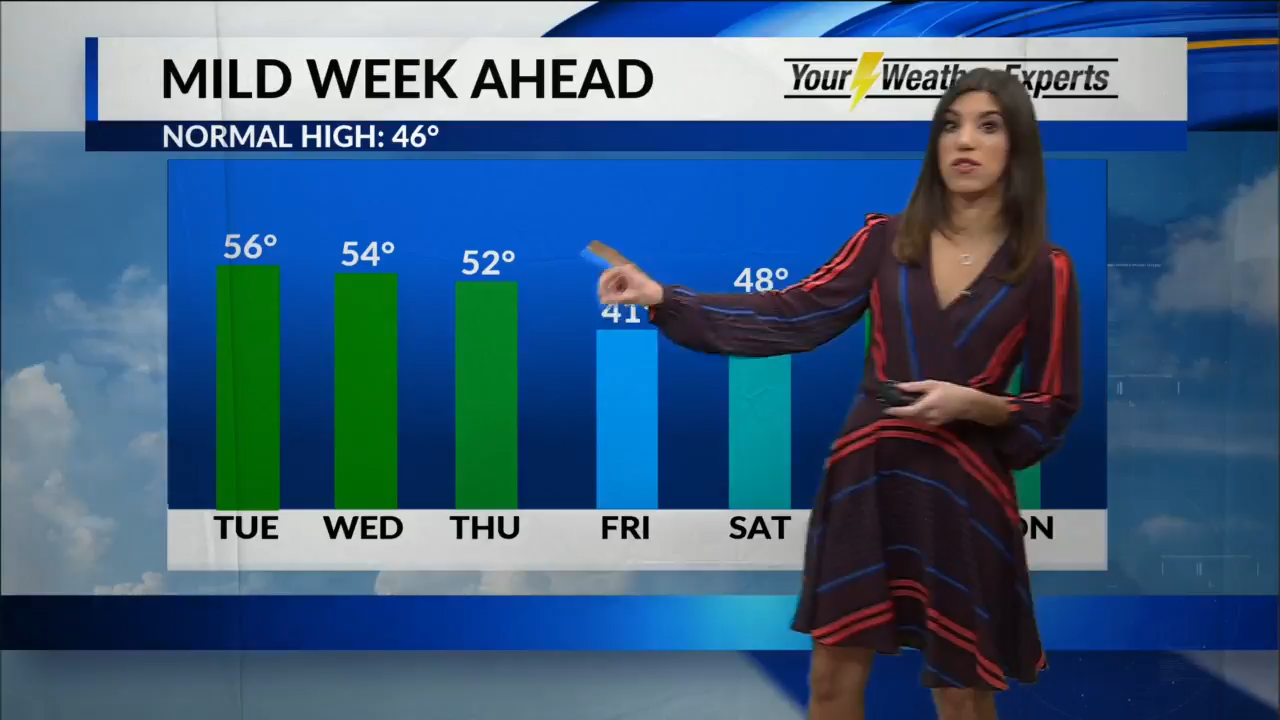 MILD WEEK AHEAD
Your Weather Experts
NORMAL HIGH: 46°
56° 54° 52° 41° 48°
TUE WED THU FRI SAT